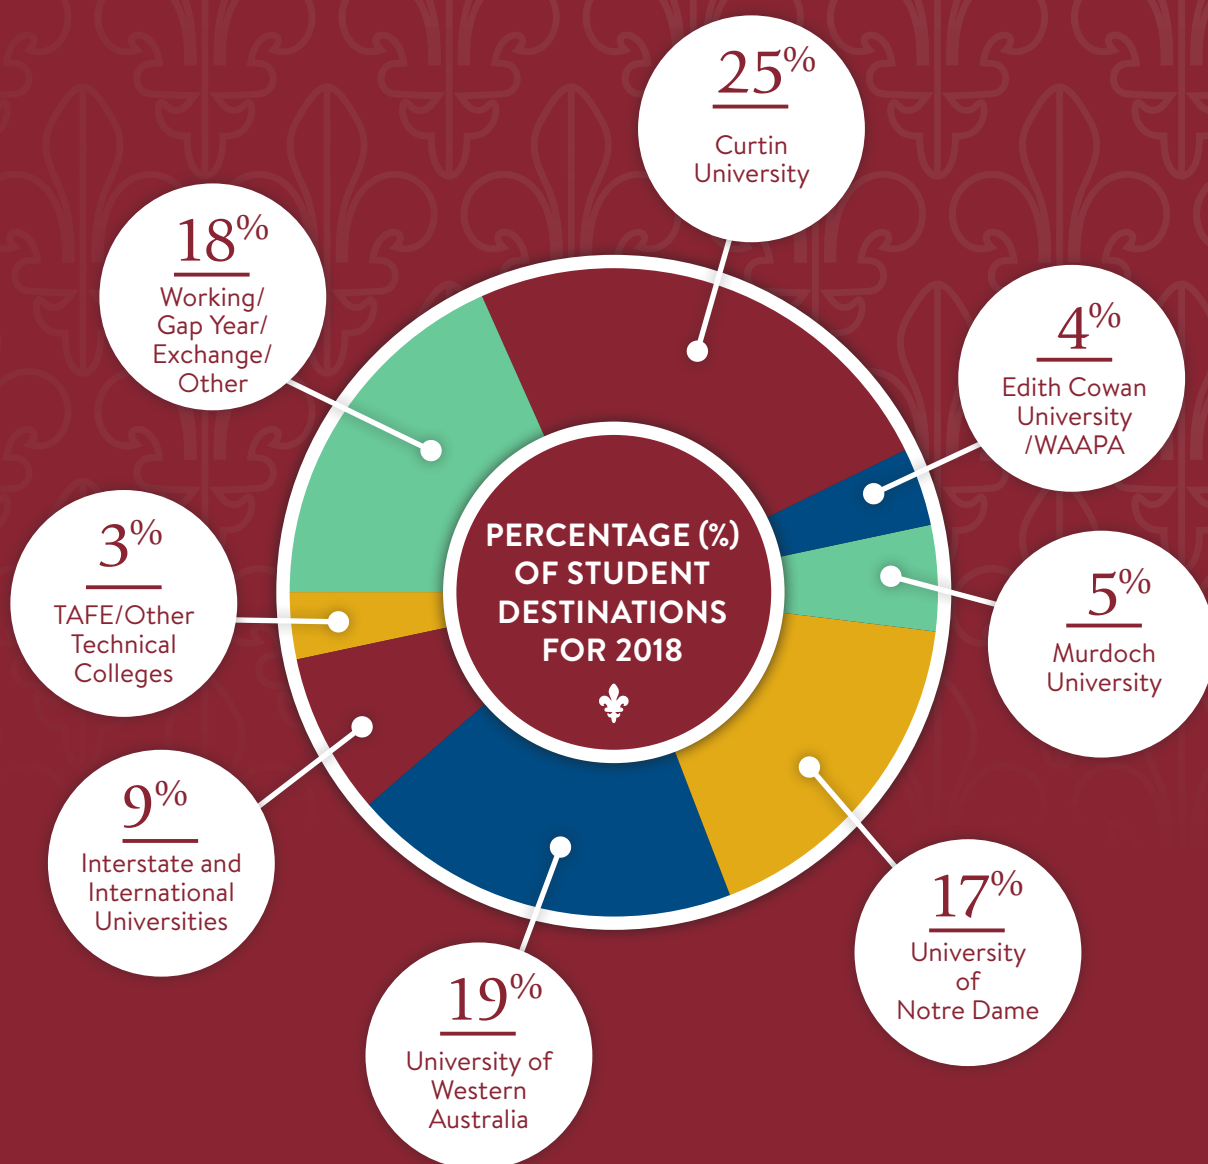 25%
Curtin
University
18%
Working/
Gap Year/
Exchange/
Other
4%
Edith Cowan
University
/WAAPA
3%
TAFE/Other
Technical
Colleges
PERCENTAGE (%)
OF STUDENT
DESTINATIONS
FOR 2018
5%
Murdoch
University
9%
Interstate and
International
Universities
17%
University
of
Notre Dame
19%
University of
Western
Australia